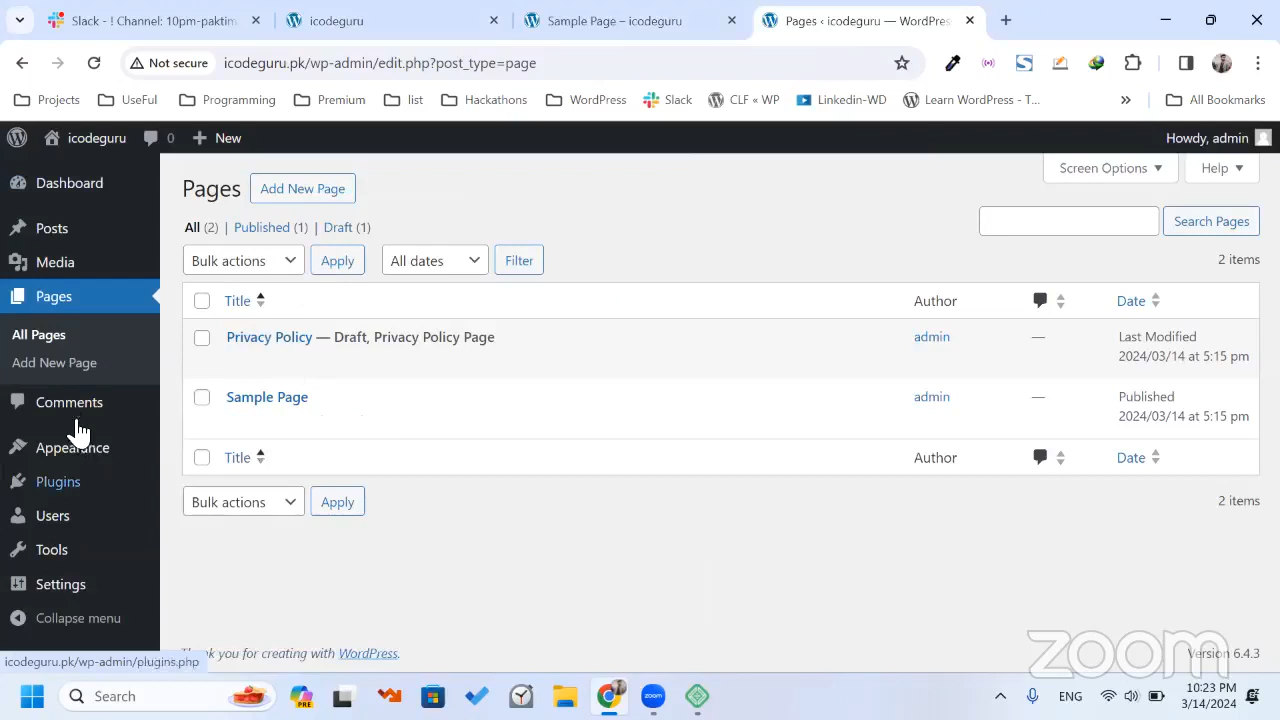 Slack - ! Channel: 10pm-paktim
icodeguru
Sample Page – icodeguru
Pages ‹ icodeguru — WordPres
Not secure
icodeguru.pk/wp-admin/edit.php?post_type=page
Projects
UseFul
Programming
Premium
list
Hackathons
WordPress
Slack
CLF « WP
Linkedin-WD
Learn WordPress - T...
All Bookmarks
icodeguru
0
New
Howdy, admin
Dashboard
Posts
Media
Pages
All Pages
Add New Page
Comments
Appearance
Plugins
Users
Tools
Settings
Collapse menu
Screen Options
Help
Pages
Add New Page
All (2) | Published (1) | Draft (1)
Search Pages
Bulk actions
Apply
All dates
Filter
2 items
Title
Author
Date
Privacy Policy — Draft, Privacy Policy Page
admin
—
Last Modified
2024/03/14 at 5:15 pm
Sample Page
admin
—
Published
2024/03/14 at 5:15 pm
Title
Author
Date
Bulk actions
Apply
2 items
you for creating with WordPress.
Version 6.4.3
zoom
icodeguru.pk/wp-admin/plugins.php
Search
PRE
zoom
ENG
10:23 PM
3/14/2024